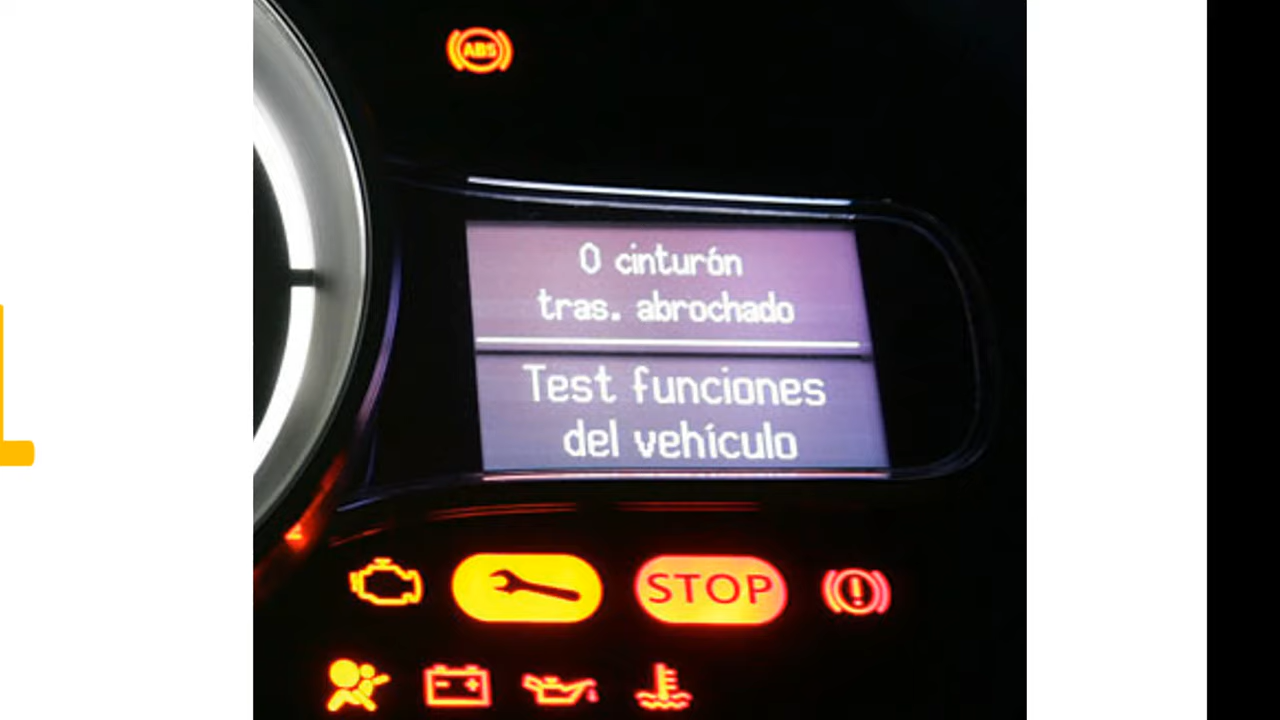 ABS
0 cinturón
tras. abrochado
Test funciones
del vehículo
STOP